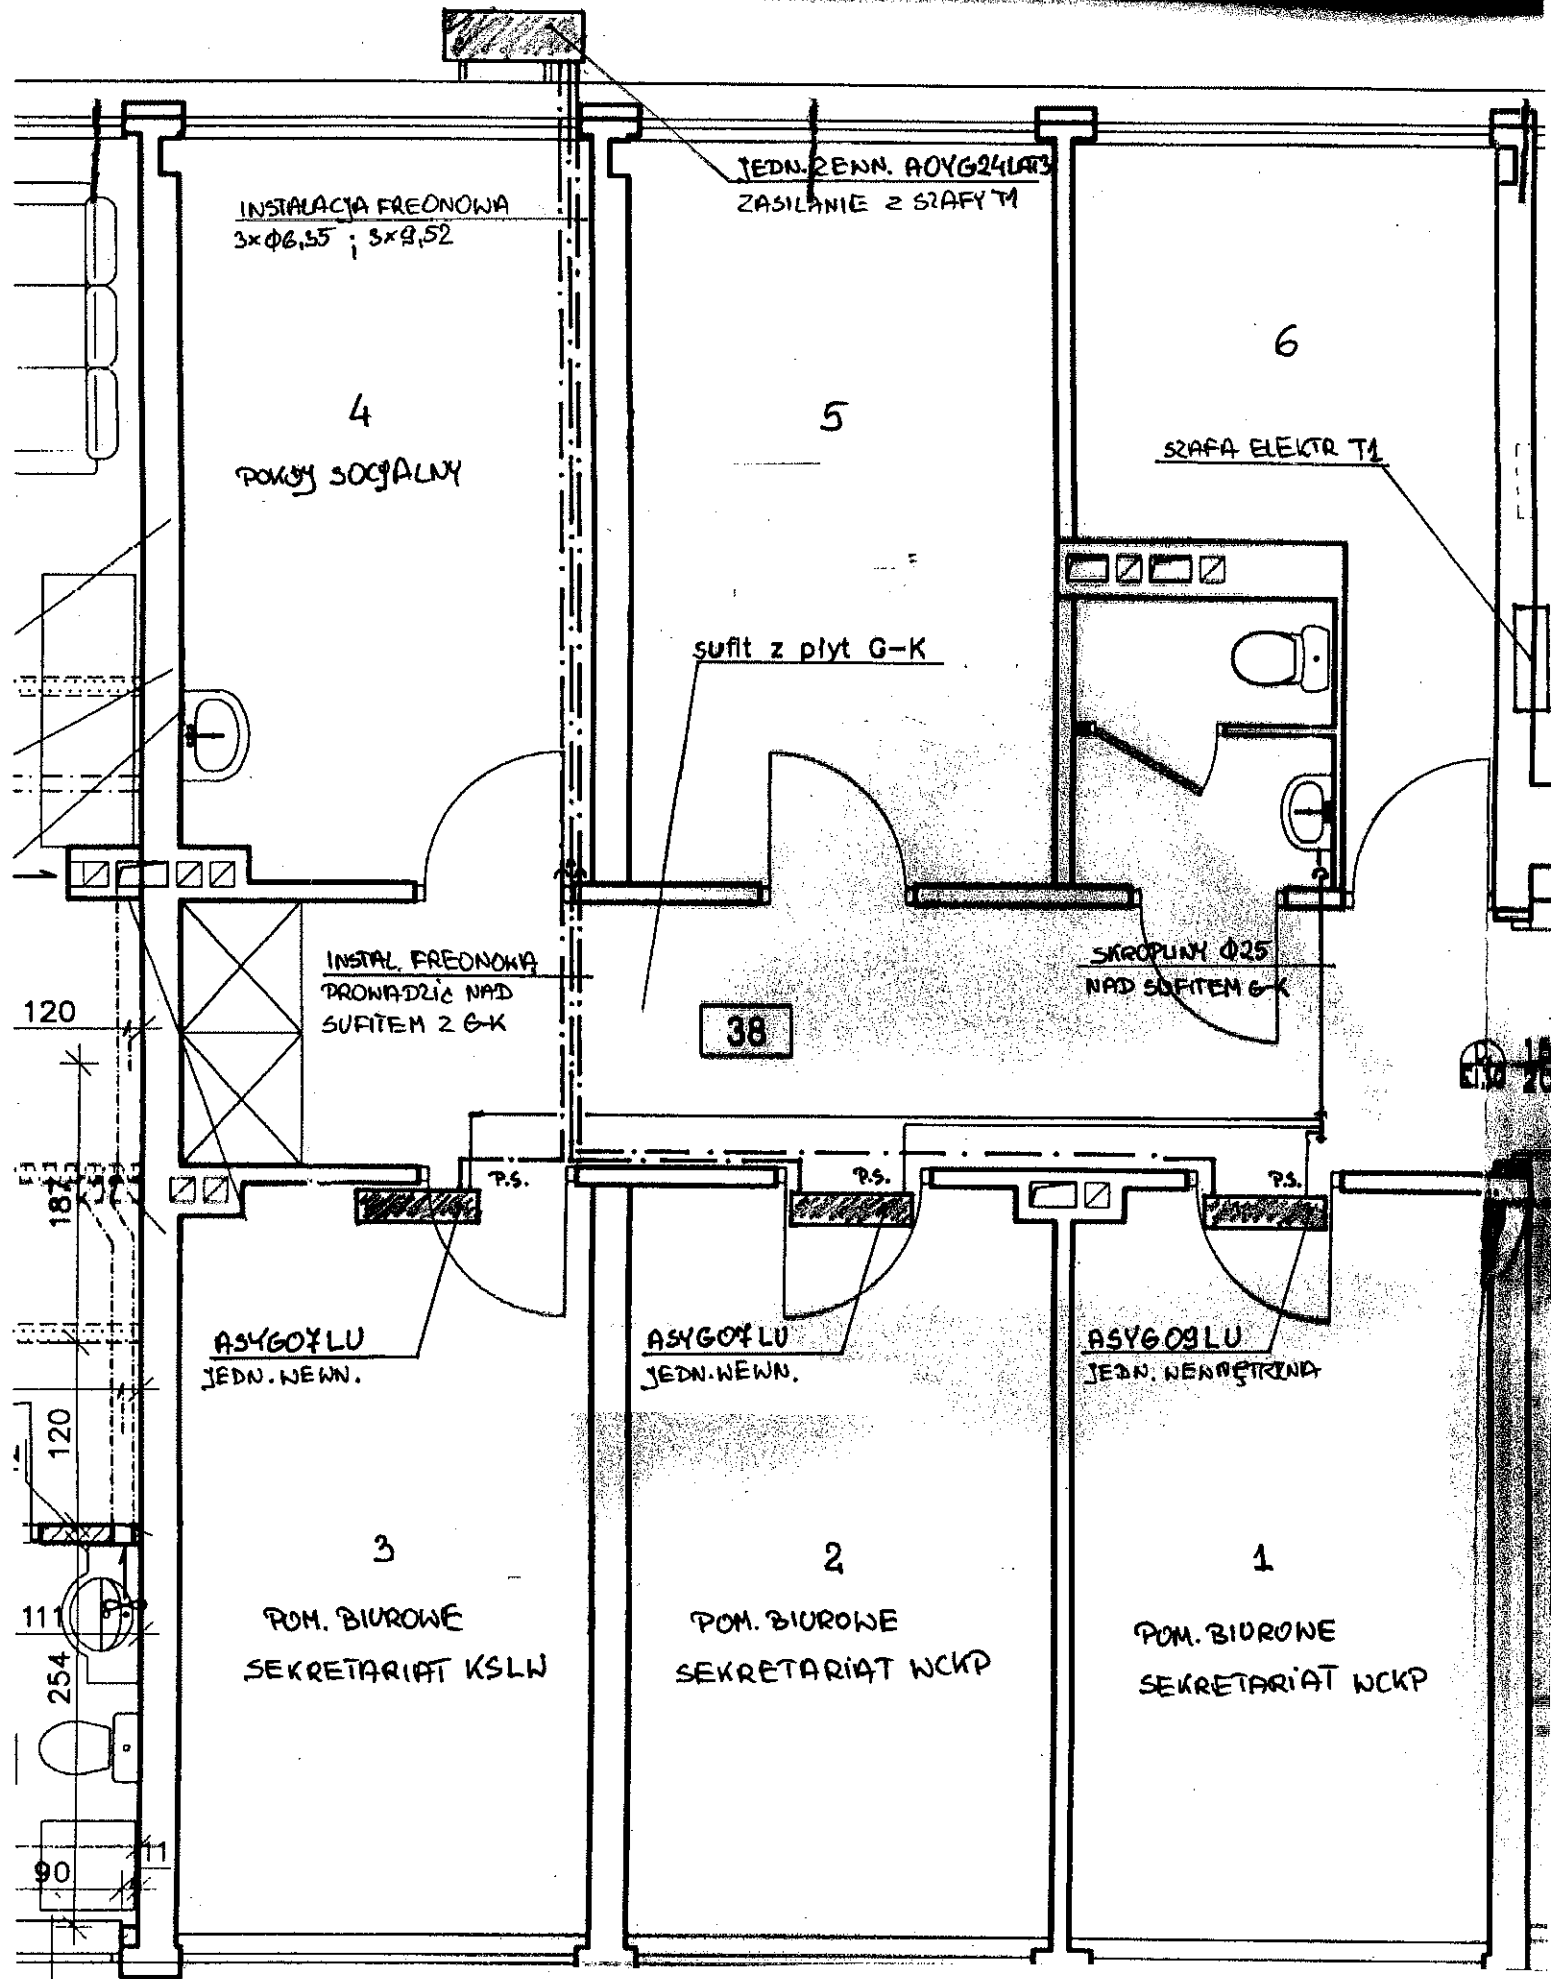 JEDN. ZEWN. AOYG24LAT3
ZASILANIE Z SZAFY T1
INSTALACJA FREONOWA
3xΦ6,35 ; 3x9,52
4
POKÓJ SOCJALNY
5
6
SZAFA ELEKTR T1
sufit z płyt G-K
INSTAL. FREONOWĄ
PROWADZIĆ NAD
SUFITEM Z G-K
38
SKROPLINY Φ25
NAD SUFITEM G-K
120
187
P.S.
P.S.
P.S.
ASYG07LU
JEDN. WEWN.
ASYG07LU
JEDN. WEWN.
ASYG09LU
JEDN. WEWNĘTRZNA
120
3
POM. BIUROWE
SEKRETARIAT KSLW
2
POM. BIUROWE
SEKRETARIAT WCKP
1
POM. BIUROWE
SEKRETARIAT WCKP
111
254
11
90